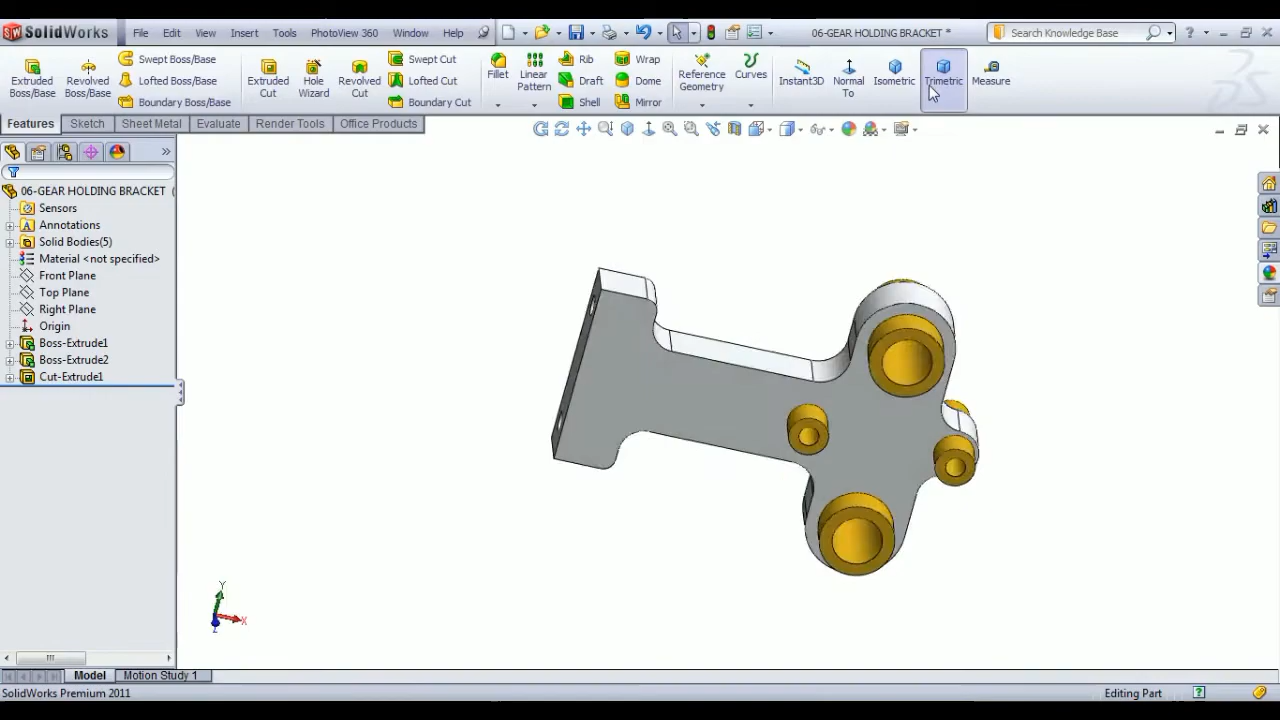 SolidWorks File Edit View Insert Tools PhotoView 360 Window Help 06-GEAR HOLDING BRACKET * Search Knowledge Base
Extruded Boss/Base
Revolved Boss/Base
Swept Boss/Base
Lofted Boss/Base
Boundary Boss/Base
Extruded Cut
Hole Wizard
Revolved Cut
Swept Cut
Lofted Cut
Boundary Cut
Fillet
Linear Pattern
Rib
Draft
Shell
Wrap
Dome
Mirror
Reference Geometry
Curves
Instant3D
Normal To
Isometric
Trimetric
Measure
Features Sketch Sheet Metal Evaluate Render Tools Office Products
06-GEAR HOLDING BRACKET (
Sensors
Annotations
Solid Bodies(5)
Material <not specified>
Front Plane
Top Plane
Right Plane
Origin
Boss-Extrude1
Boss-Extrude2
Cut-Extrude1
Y
X
Z
Model Motion Study 1
SolidWorks Premium 2011 Editing Part